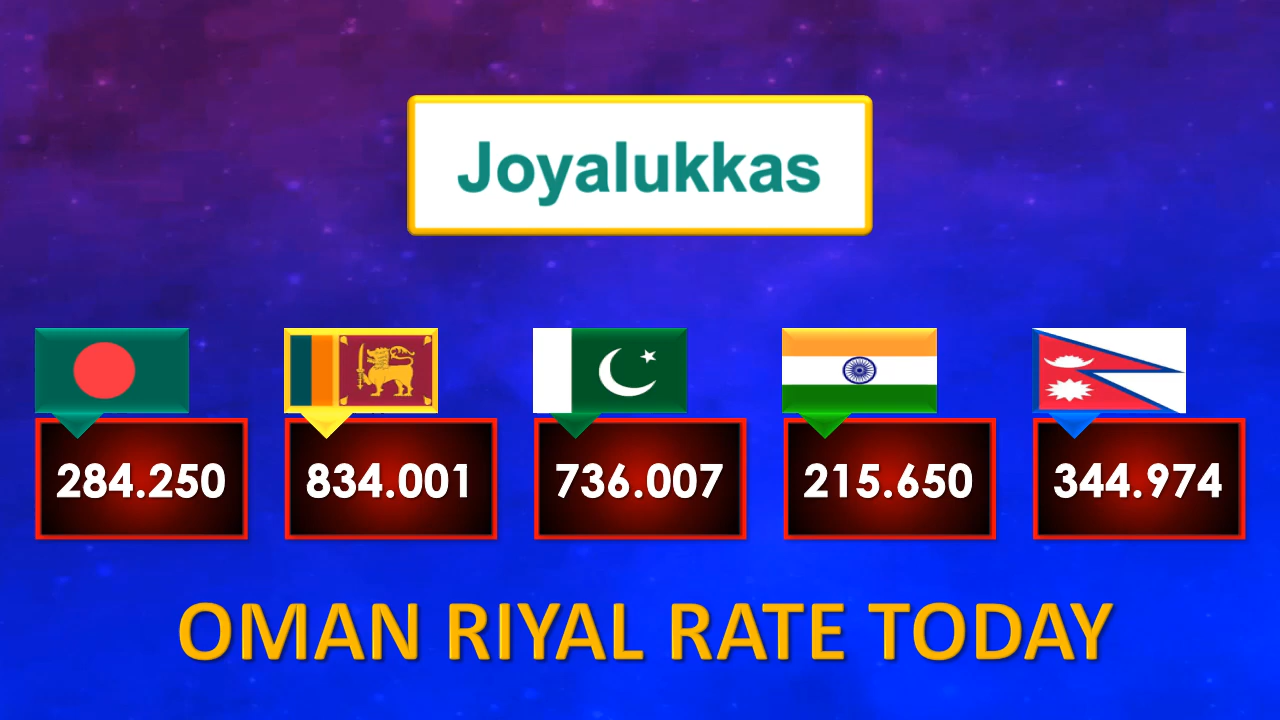 Joyalukkas
284.250
834.001
736.007
215.650
344.974
OMAN RIYAL RATE TODAY